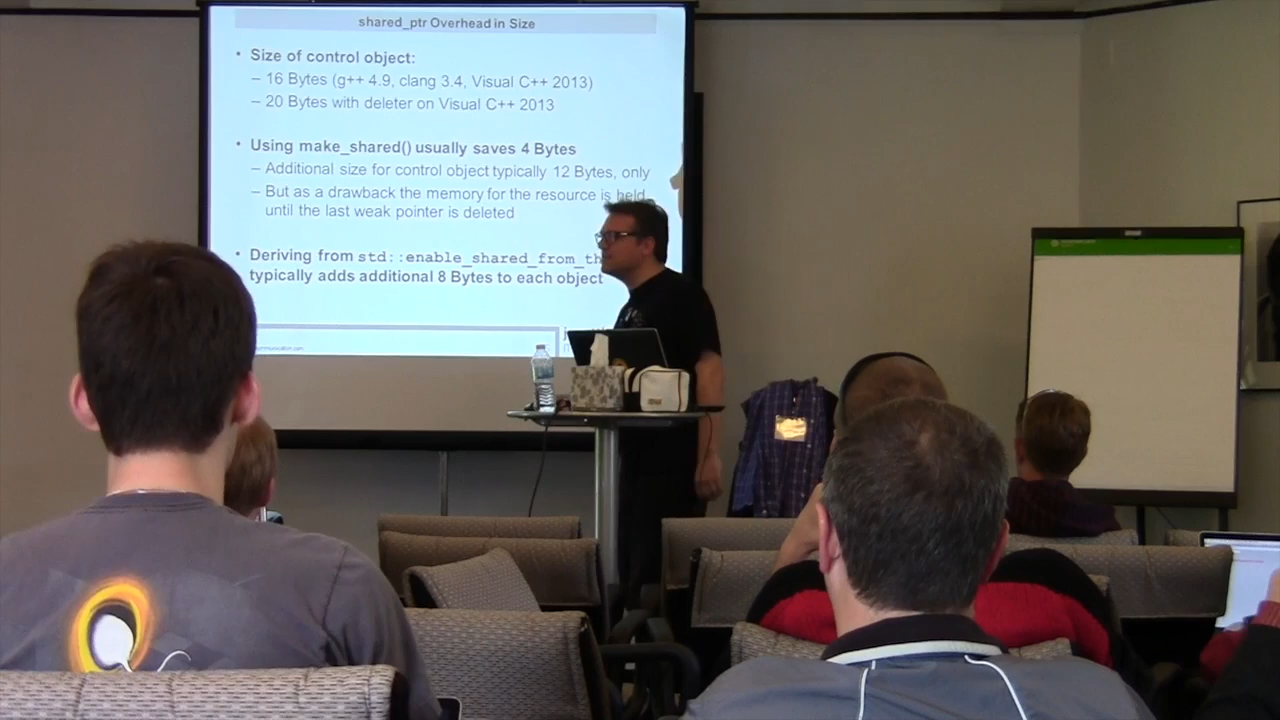 shared_ptr Overhead in Size
• Size of control object:
– 16 Bytes (g++ 4.9, clang 3.4, Visual C++ 2013)
– 20 Bytes with deleter on Visual C++ 2013
• Using make_shared() usually saves 4 Bytes
– Additional size for control object typically 12 Bytes, only
– But as a drawback the memory for the resource is held
until the last weak pointer is deleted
• Deriving from std::enable_shared_from_th
typically adds additional 8 Bytes to each object